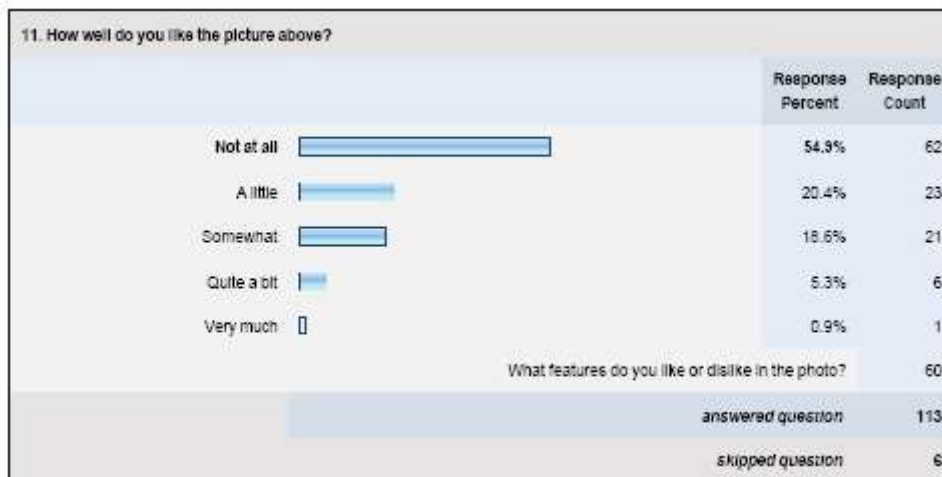 11. How well do you like the picture above?
Response Percent Response Count
Not at all 54.9% 62
A little 20.4% 23
Somewhat 18.6% 21
Quite a bit 5.3% 6
Very much 0.9% 1
What features do you like or dislike in the photo? 60
answered question 113
skipped question 6